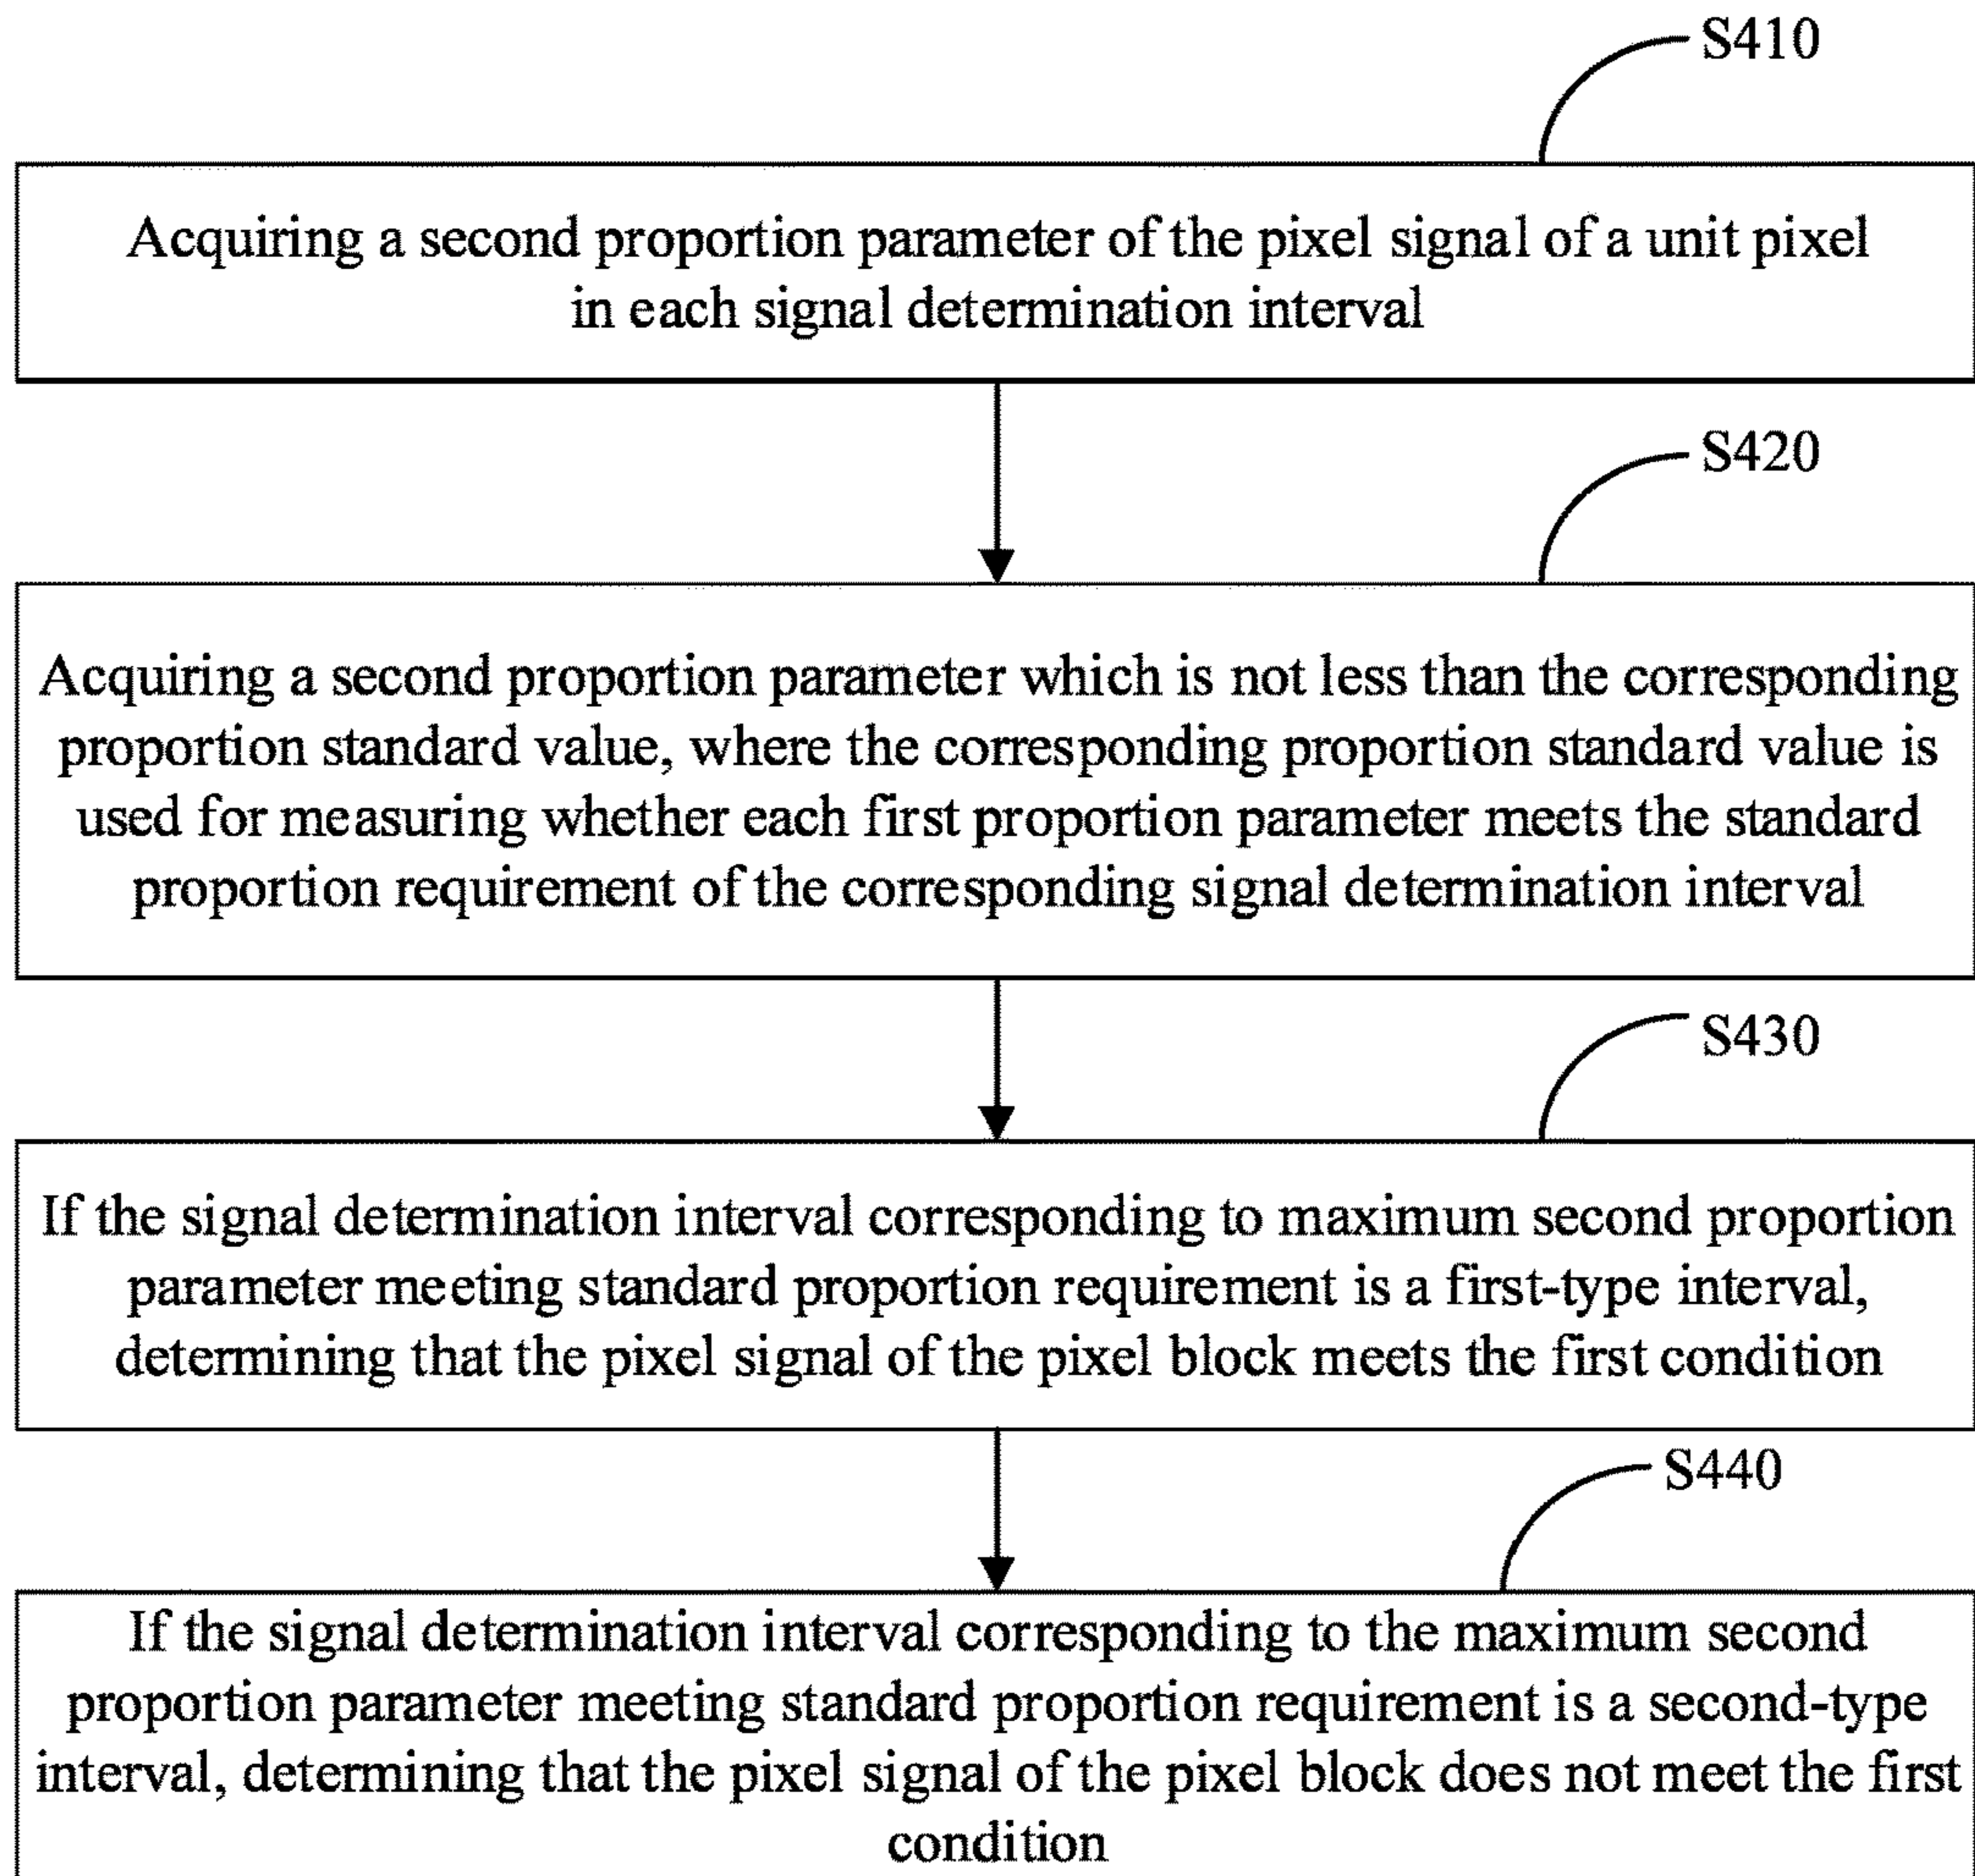 S410
Acquiring a second proportion parameter of the pixel signal of a unit pixel
in each signal determination interval
S420
Acquiring a second proportion parameter which is not less than the corresponding
proportion standard value, where the corresponding proportion standard value is
used for measuring whether each first proportion parameter meets the standard
proportion requirement of the corresponding signal determination interval
S430
If the signal determination interval corresponding to maximum second proportion
parameter meeting standard proportion requirement is a first-type interval,
determining that the pixel signal of the pixel block meets the first condition
S440
If the signal determination interval corresponding to the maximum second
proportion parameter meeting standard proportion requirement is a second-type
interval, determining that the pixel signal of the pixel block does not meet the first
condition